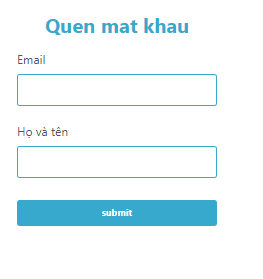 Quen mat khau
Email
Họ và tên
submit